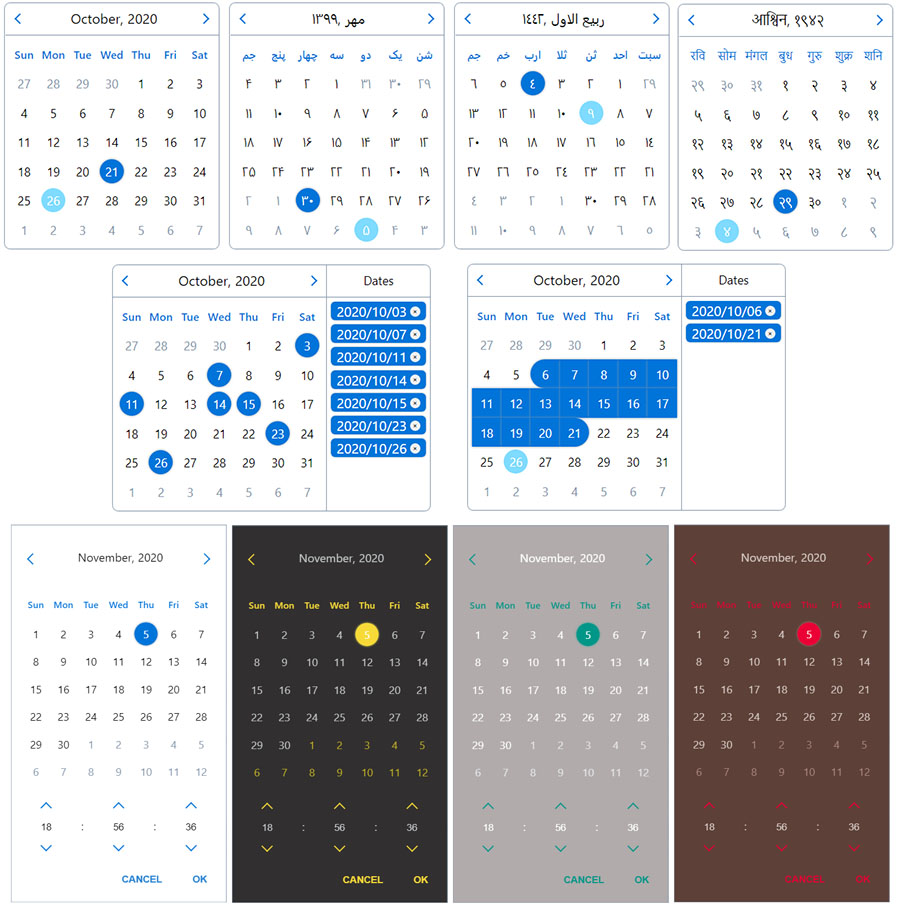 October, 2020
Sun Mon Tue Wed Thu Fri Sat
27 28 29 30 1 2 3
4 5 6 7 8 9 10
11 12 13 14 15 16 17
18 19 20 21 22 23 24
25 26 27 28 29 30 31
1 2 3 4 5 6 7
مهر, ۱۳۹۹
شن یک دو سه چهار پنج جم
۲۹ ۳۰ ۳۱ ۱ ۲ ۳ ۴
۵ ۶ ۷ ۸ ۹ ۱۰ ۱۱
۱۲ ۱۳ ۱۴ ۱۵ ۱۶ ۱۷ ۱۸
۱۹ ۲۰ ۲۱ ۲۲ ۲۳ ۲۴ ۲۵
۲۶ ۲۷ ۲۸ ۲۹ ۳۰ ۱ ۲
۳ ۴ ۵ ۶ ۷ ۸ ۹
ربيع الاول, ١٤٤٢
سبت احد ثن ثلا ارب خم جم
٢٩ ١ ٢ ٣ ٤ ٥ ٦
٧ ٨ ٩ ١٠ ١١ ١٢ ١٣
١٤ ١٥ ١٦ ١٧ ١٨ ١٩ ٢٠
٢١ ٢٢ ٢٣ ٢٤ ٢٥ ٢٦ ٢٧
٢٨ ٢٩ ٣٠ ١ ٢ ٣ ٤
٥ ٦ ٧ ٨ ٩ ١٠ ١١
आश्विन, १९४२
रवि सोम मंगल बुध गुरु शुक्र शनि
२९ ३० ३१ १ २ ३ ४
५ ६ ७ ८ ९ १० ११
१२ १३ १४ १५ १६ १७ १८
१९ २० २१ २२ २३ २४ २५
२६ २७ २८ २९ ३० १ २
३ ४ ५ ६ ७ ८ ९
October, 2020
Sun Mon Tue Wed Thu Fri Sat
27 28 29 30 1 2 3
4 5 6 7 8 9 10
11 12 13 14 15 16 17
18 19 20 21 22 23 24
25 26 27 28 29 30 31
1 2 3 4 5 6 7
Dates
2020/10/03
2020/10/07
2020/10/11
2020/10/14
2020/10/15
2020/10/23
2020/10/26
October, 2020
Sun Mon Tue Wed Thu Fri Sat
27 28 29 30 1 2 3
4 5 6 7 8 9 10
11 12 13 14 15 16 17
18 19 20 21 22 23 24
25 26 27 28 29 30 31
1 2 3 4 5 6 7
Dates
2020/10/06
2020/10/21
November, 2020
Sun Mon Tue Wed Thu Fri Sat
1 2 3 4 5 6 7
8 9 10 11 12 13 14
15 16 17 18 19 20 21
22 23 24 25 26 27 28
29 30 1 2 3 4 5
6 7 8 9 10 11 12
18 : 56 : 36
CANCEL OK
November, 2020
Sun Mon Tue Wed Thu Fri Sat
1 2 3 4 5 6 7
8 9 10 11 12 13 14
15 16 17 18 19 20 21
22 23 24 25 26 27 28
29 30 1 2 3 4 5
6 7 8 9 10 11 12
18 : 56 : 36
CANCEL OK
November, 2020
Sun Mon Tue Wed Thu Fri Sat
1 2 3 4 5 6 7
8 9 10 11 12 13 14
15 16 17 18 19 20 21
22 23 24 25 26 27 28
29 30 1 2 3 4 5
6 7 8 9 10 11 12
18 : 56 : 36
CANCEL OK
November, 2020
Sun Mon Tue Wed Thu Fri Sat
1 2 3 4 5 6 7
8 9 10 11 12 13 14
15 16 17 18 19 20 21
22 23 24 25 26 27 28
29 30 1 2 3 4 5
6 7 8 9 10 11 12
18 : 56 : 36
CANCEL OK